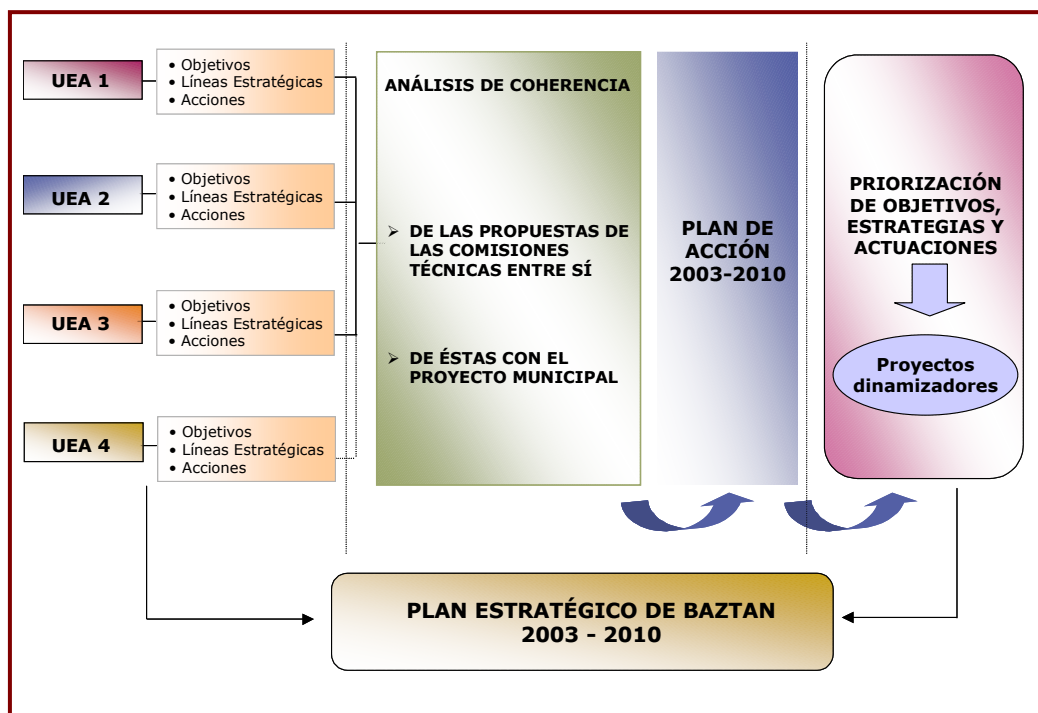 UEA 1
• Objetivos
• Líneas Estratégicas
• Acciones
UEA 2
• Objetivos
• Líneas Estratégicas
• Acciones
UEA 3
• Objetivos
• Líneas Estratégicas
• Acciones
UEA 4
• Objetivos
• Líneas Estratégicas
• Acciones
ANÁLISIS DE COHERENCIA
➢ DE LAS PROPUESTAS DE
LAS COMISIONES
TÉCNICAS ENTRE SÍ
➢ DE ÉSTAS CON EL
PROYECTO MUNICIPAL
PLAN DE
ACCIÓN
2003-2010
PRIORIZACIÓN
DE OBJETIVOS,
ESTRATEGIAS Y
ACTUACIONES
Proyectos
dinamizadores
PLAN ESTRATÉGICO DE BAZTAN
2003 - 2010